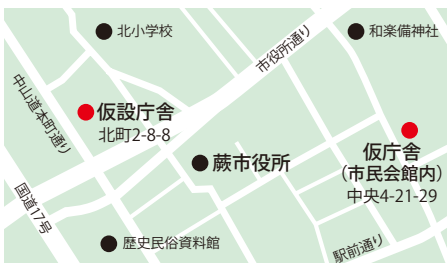 北小学校
市役所通り
和楽備神社
中山道本町通り
仮設庁舎
北町2-8-8
蕨市役所
仮庁舎
(市民会館内)
中央4-21-29
国道17号
歴史民俗資料館
駅前通り